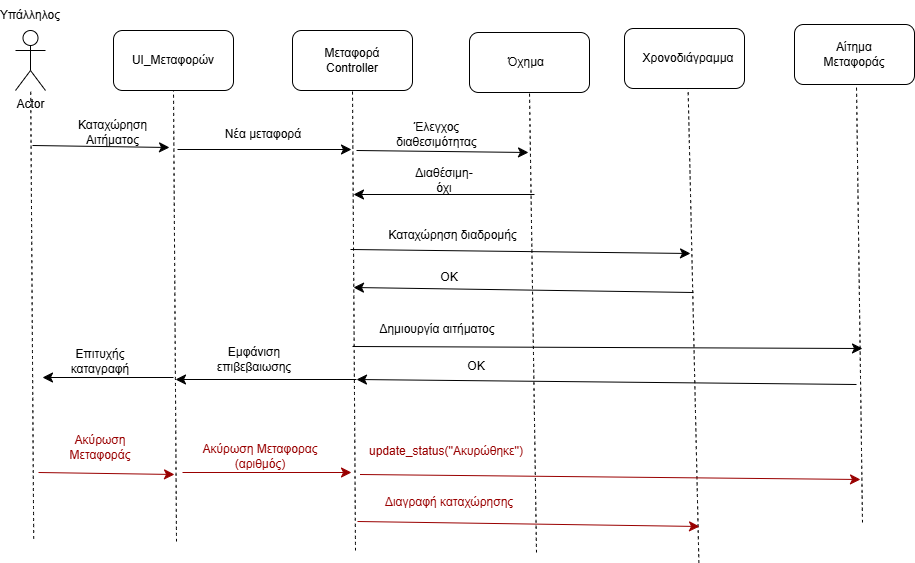 Υπάλληλος
Actor
UI_Μεταφορών
Μεταφορά
Controller
Όχημα
Χρονοδιάγραμμα
Αίτημα
Μεταφοράς
Καταχώρηση
Αιτήματος
Νέα μεταφορά
Έλεγχος
διαθεσιμότητας
Διαθέσιμη-
όχι
Καταχώρηση διαδρομής
OK
Δημιουργία αιτήματος
Επιτυχής
καταγραφή
Εμφάνιση
επιβεβαιωσης
OK
Ακύρωση
Μεταφοράς
Ακύρωση Μεταφορας
(αριθμός)
update_status("Ακυρώθηκε")
Διαγραφή καταχώρησης